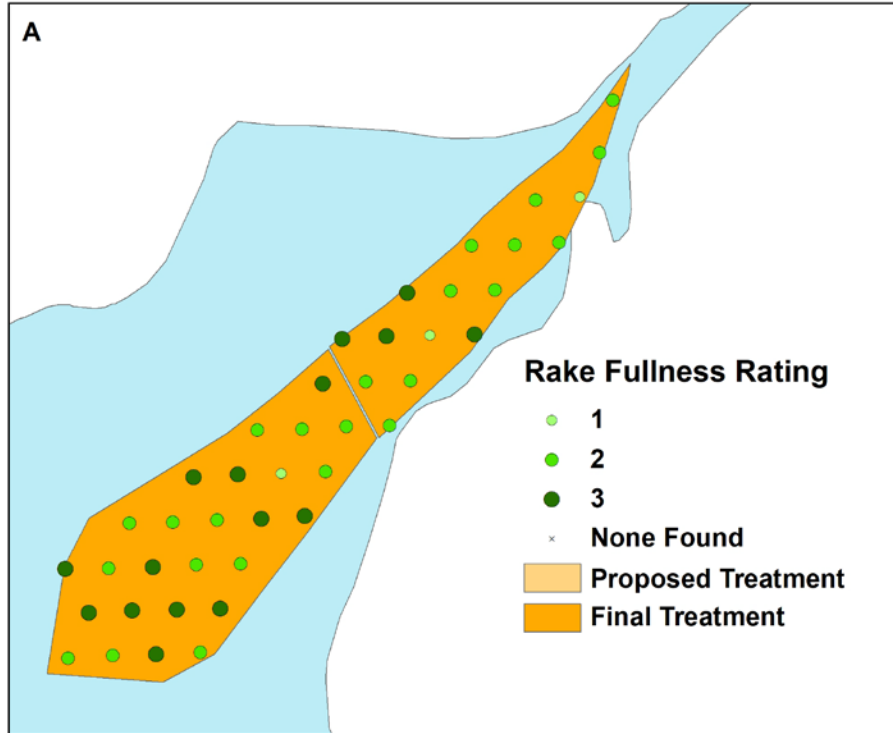 A
Rake Fullness Rating
1
2
3
None Found
Proposed Treatment
Final Treatment